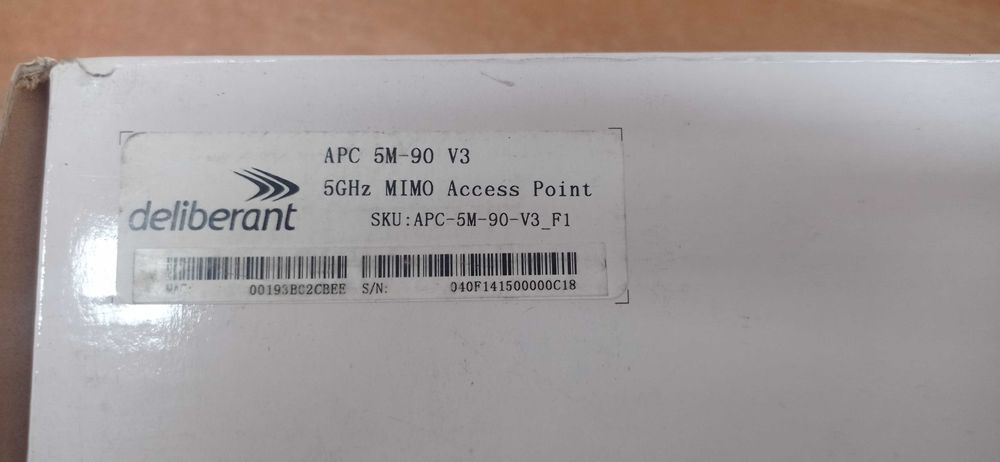 APC 5M-90 V3
5GHz MIMO Access Point
deliberant
SKU:APC-5M-90-V3_F1
00193BC2CBEE S/N: 040F141500000C18